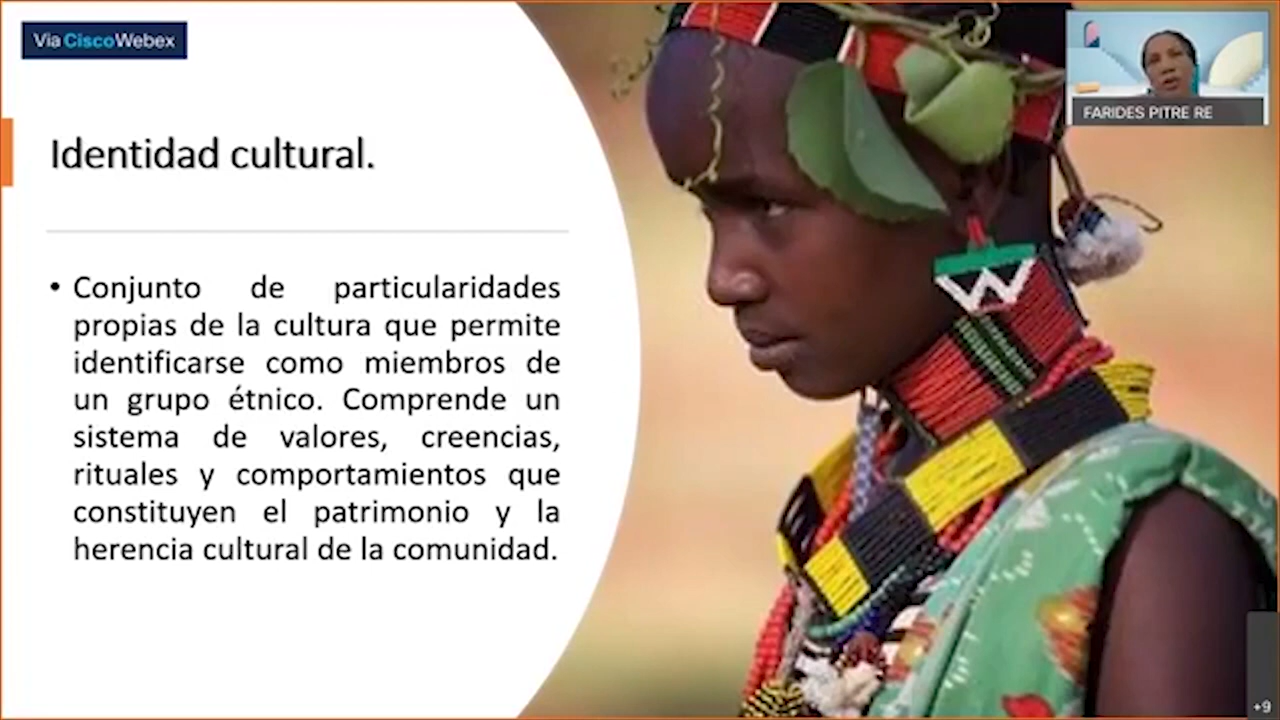 Via CiscoWebex
FARIDES PITRE RE
Identidad cultural.
• Conjunto de particularidades
propias de la cultura que permite
identificarse como miembros de
un grupo étnico. Comprende un
sistema de valores, creencias,
rituales y comportamientos que
constituyen el patrimonio y la
herencia cultural de la comunidad.
+9